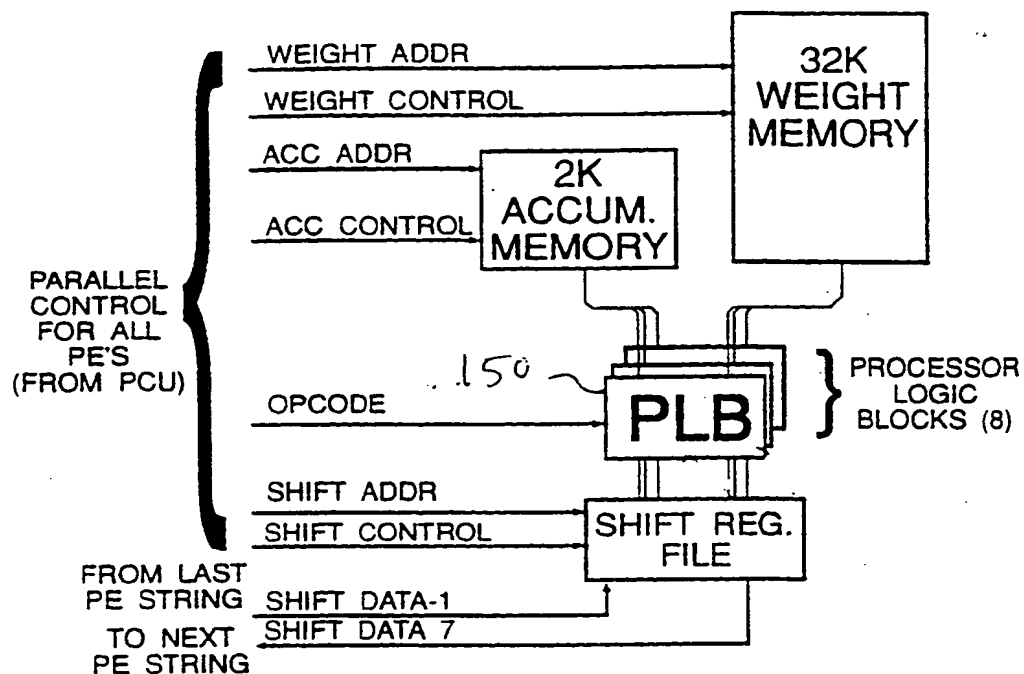 WEIGHT ADDR
WEIGHT CONTROL
32K
WEIGHT
MEMORY
ACC ADDR
ACC CONTROL
2K
ACCUM.
MEMORY
PARALLEL
CONTROL
FOR ALL
PE'S
(FROM PCU)
150
OPCODE
PLB
PROCESSOR
LOGIC
BLOCKS (8)
SHIFT ADDR
SHIFT CONTROL
SHIFT REG.
FILE
FROM LAST
PE STRING
SHIFT DATA-1
SHIFT DATA 7
TO NEXT
PE STRING